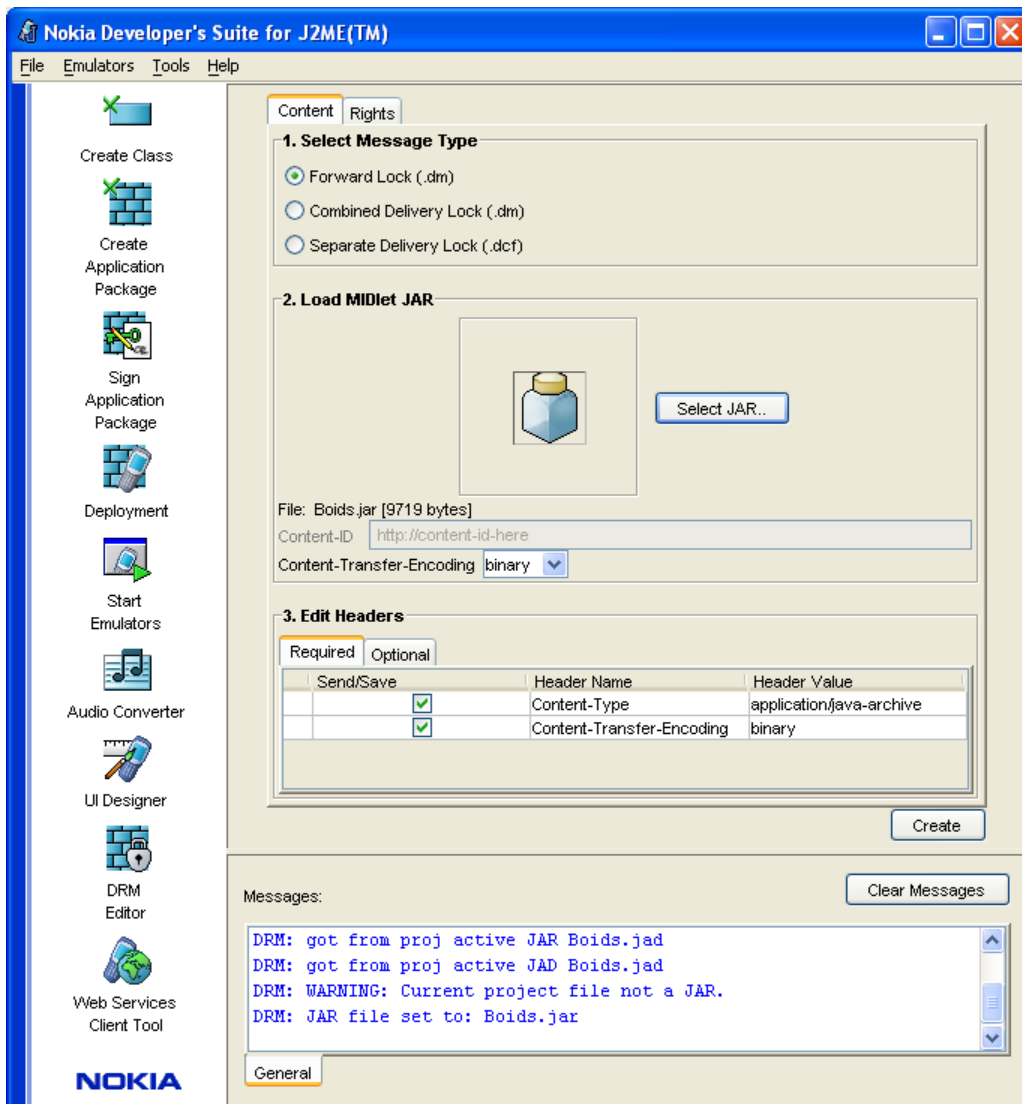 Nokia Developer's Suite for J2ME(TM)
File Emulators Tools Help
Create Class
Create
Application
Package
Sign
Application
Package
Deployment
Start
Emulators
Audio Converter
UI Designer
DRM
Editor
Web Services
Client Tool
NOKIA
Content Rights
1. Select Message Type
Forward Lock (.dm)
Combined Delivery Lock (.dm)
Separate Delivery Lock (.dcf)
2. Load MIDlet JAR
Select JAR..
File: Boids.jar [9719 bytes]
Content-ID http://content-id-here
Content-Transfer-Encoding binary
3. Edit Headers
Required Optional
Send/Save Header Name Header Value
Content-Type application/java-archive
Content-Transfer-Encoding binary
Create
Messages: Clear Messages
DRM: got from proj active JAR Boids.jad
DRM: got from proj active JAD Boids.jad
DRM: WARNING: Current project file not a JAR.
DRM: JAR file set to: Boids.jar
General